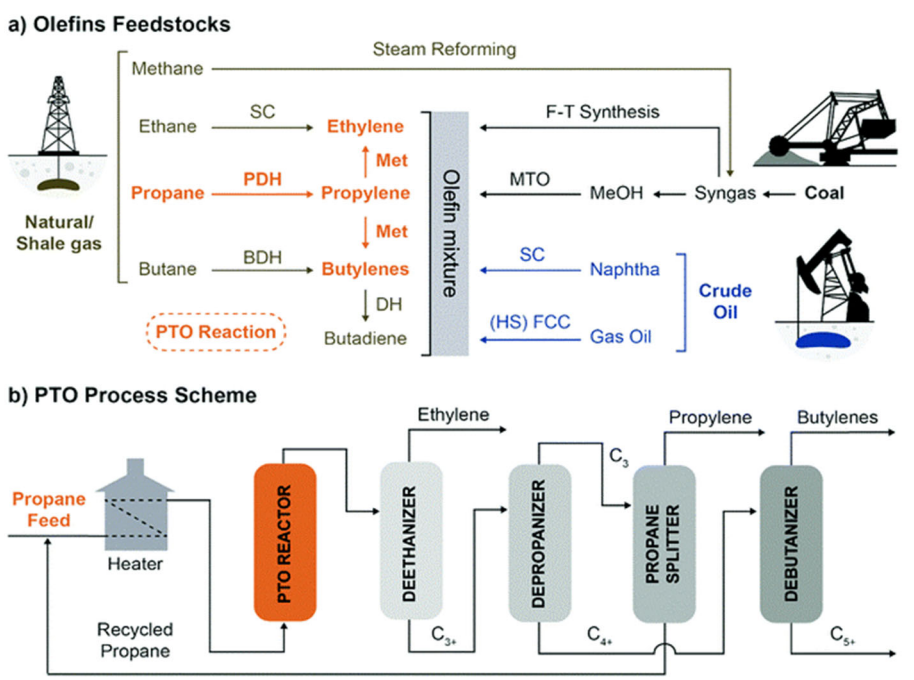 a) Olefins Feedstocks
Steam Reforming
Methane
Ethane
SC
Ethylene
F-T Synthesis
Met
Propane
PDH
Propylene
MTO
MeOH
Syngas
Coal
Natural/
Shale gas
Met
Olefin mixture
Butane
BDH
Butylenes
SC
Naphtha
Crude
Oil
DH
PTO Reaction
Butadiene
(HS) FCC
Gas Oil
b) PTO Process Scheme
Ethylene
Propylene
Butylenes
C3
Propane
Feed
Heater
PTO REACTOR
DEETHANIZER
DEPROPANIZER
PROPANE
SPLITTER
DEBUTANIZER
Recycled
Propane
C3+
C4+
C5+